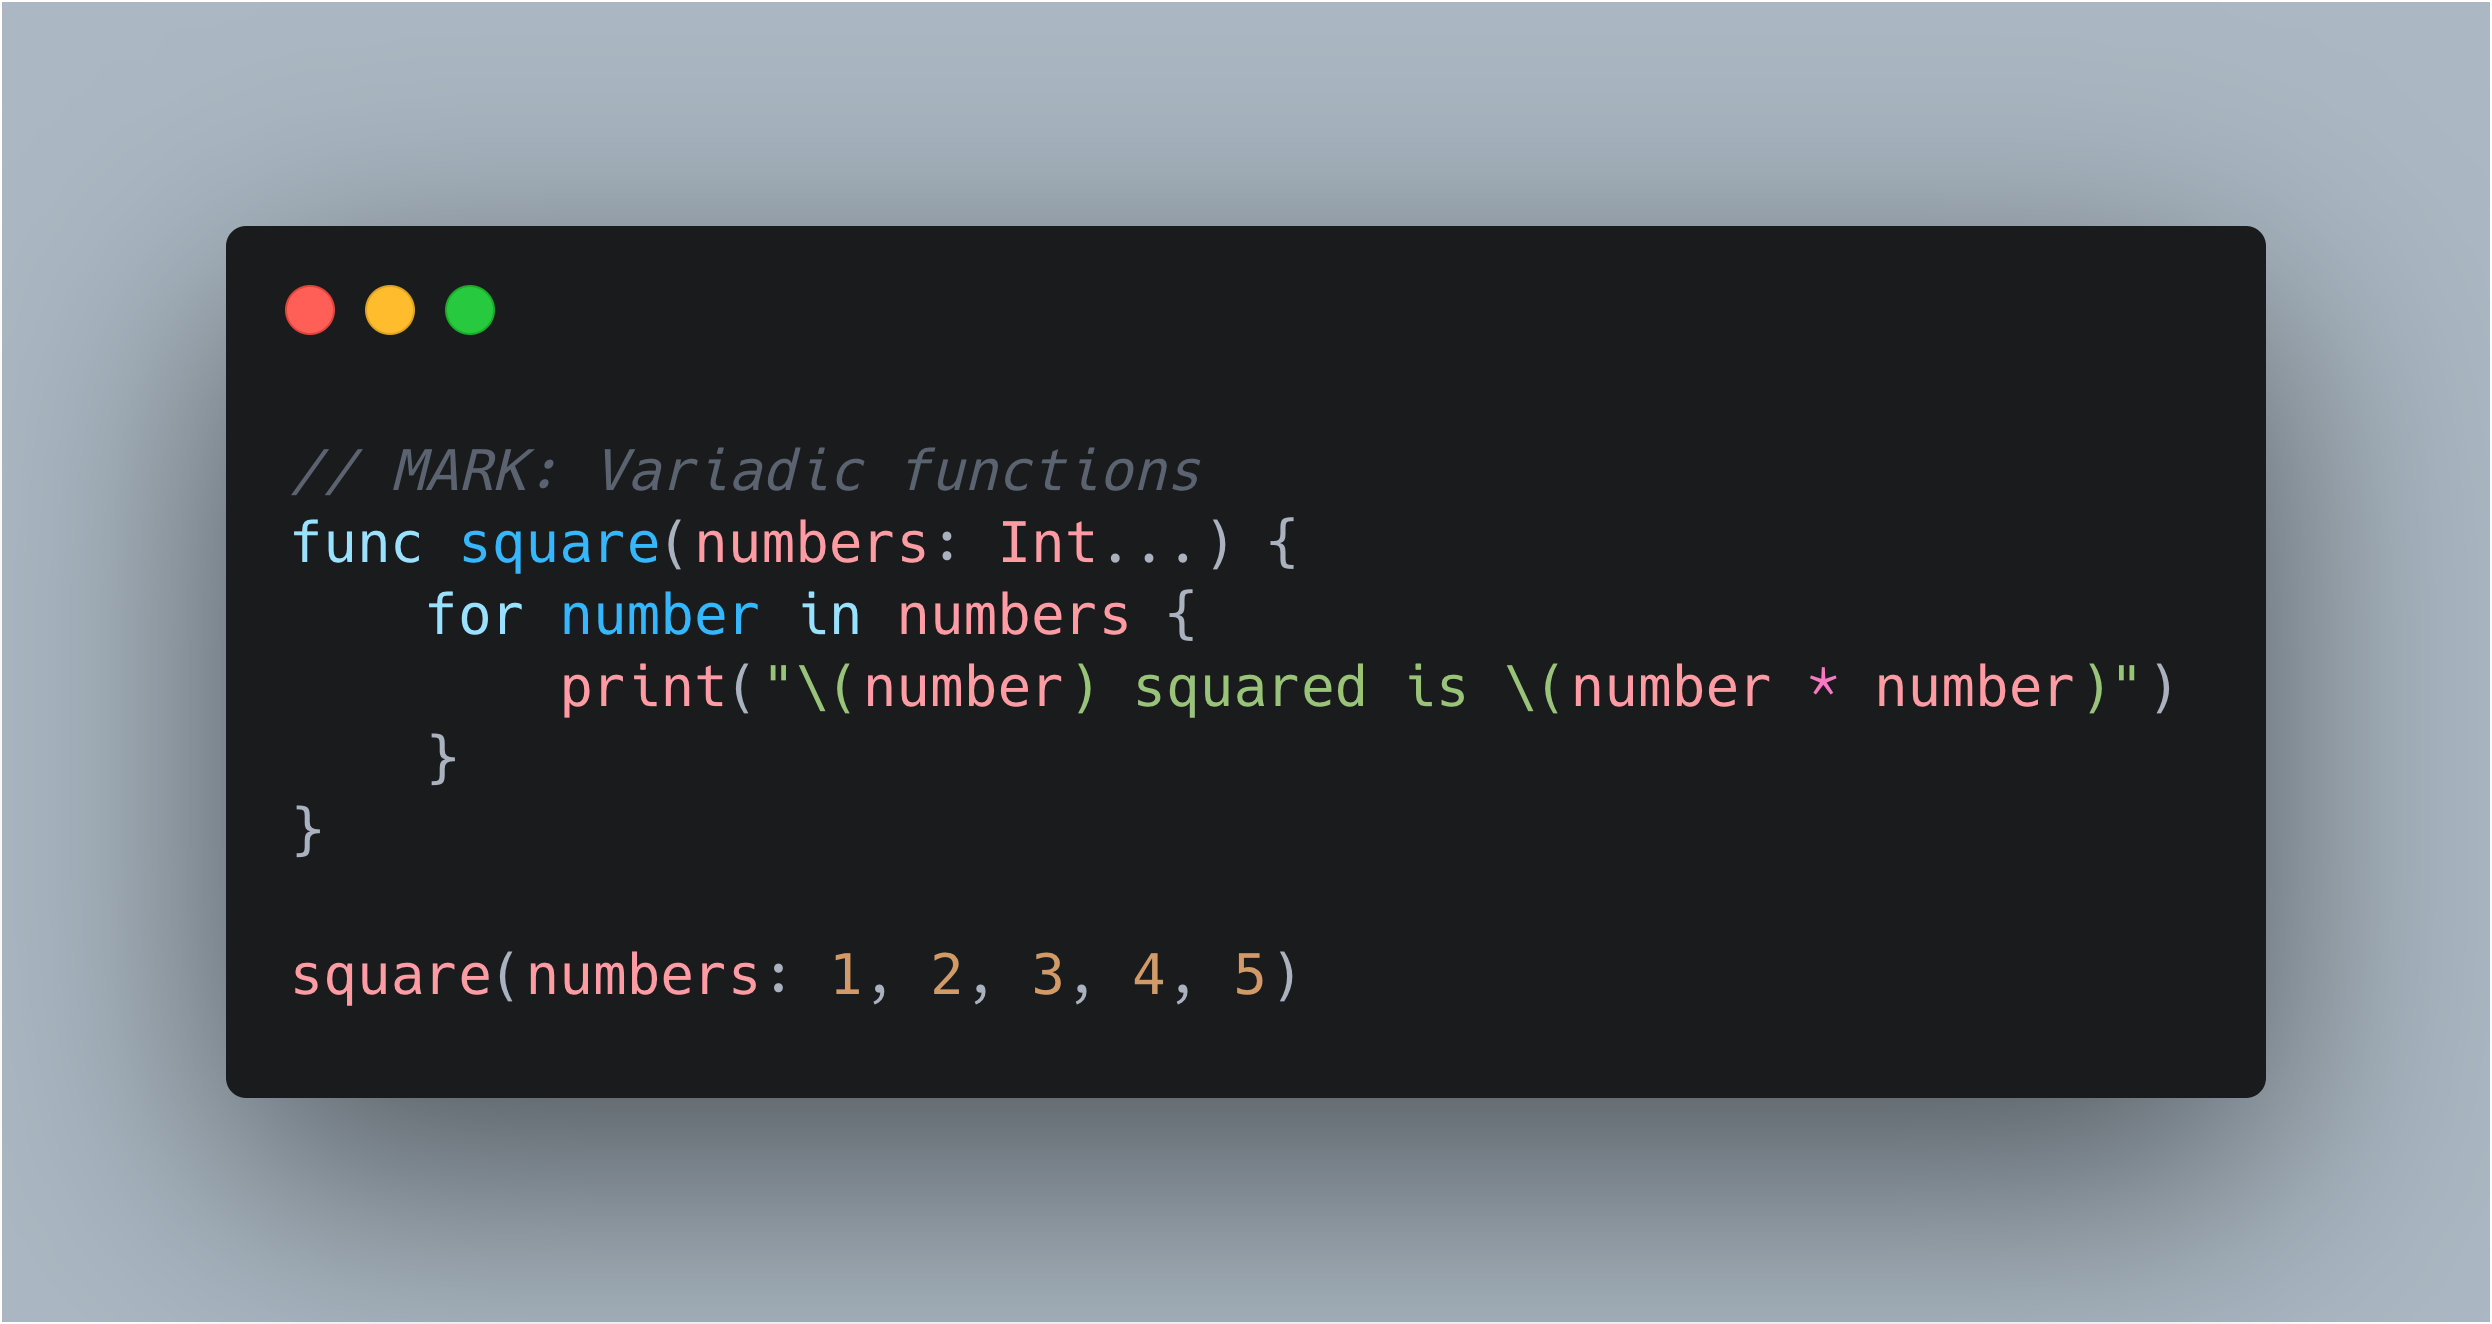 // MARK: Variadic functions
func square(numbers: Int...) {
    for number in numbers {
        print("\(number) squared is \(number * number)")
    }
}

square(numbers: 1, 2, 3, 4, 5)